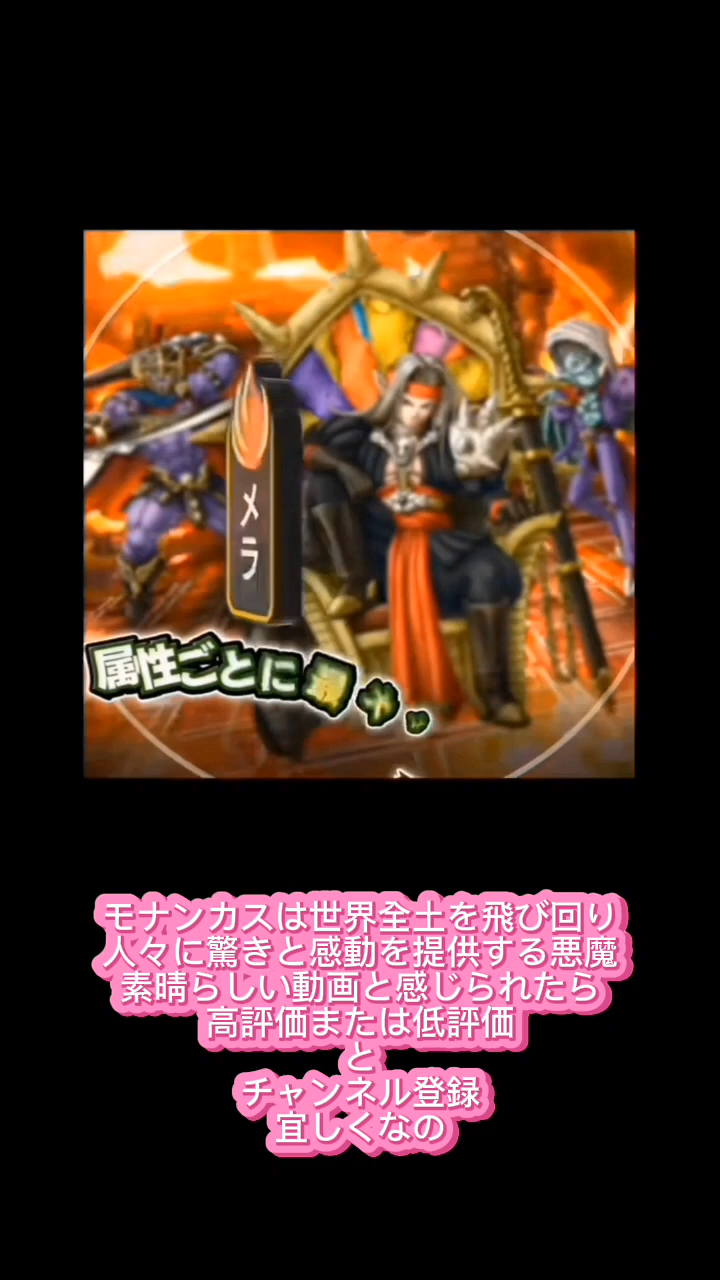 メラ
属性ごとに
モナンカスは世界全土を飛び回り
人々に驚きと感動を提供する悪魔
素晴らしい動画と感じられたら
高評価または低評価
と
チャンネル登録
宜しくなの